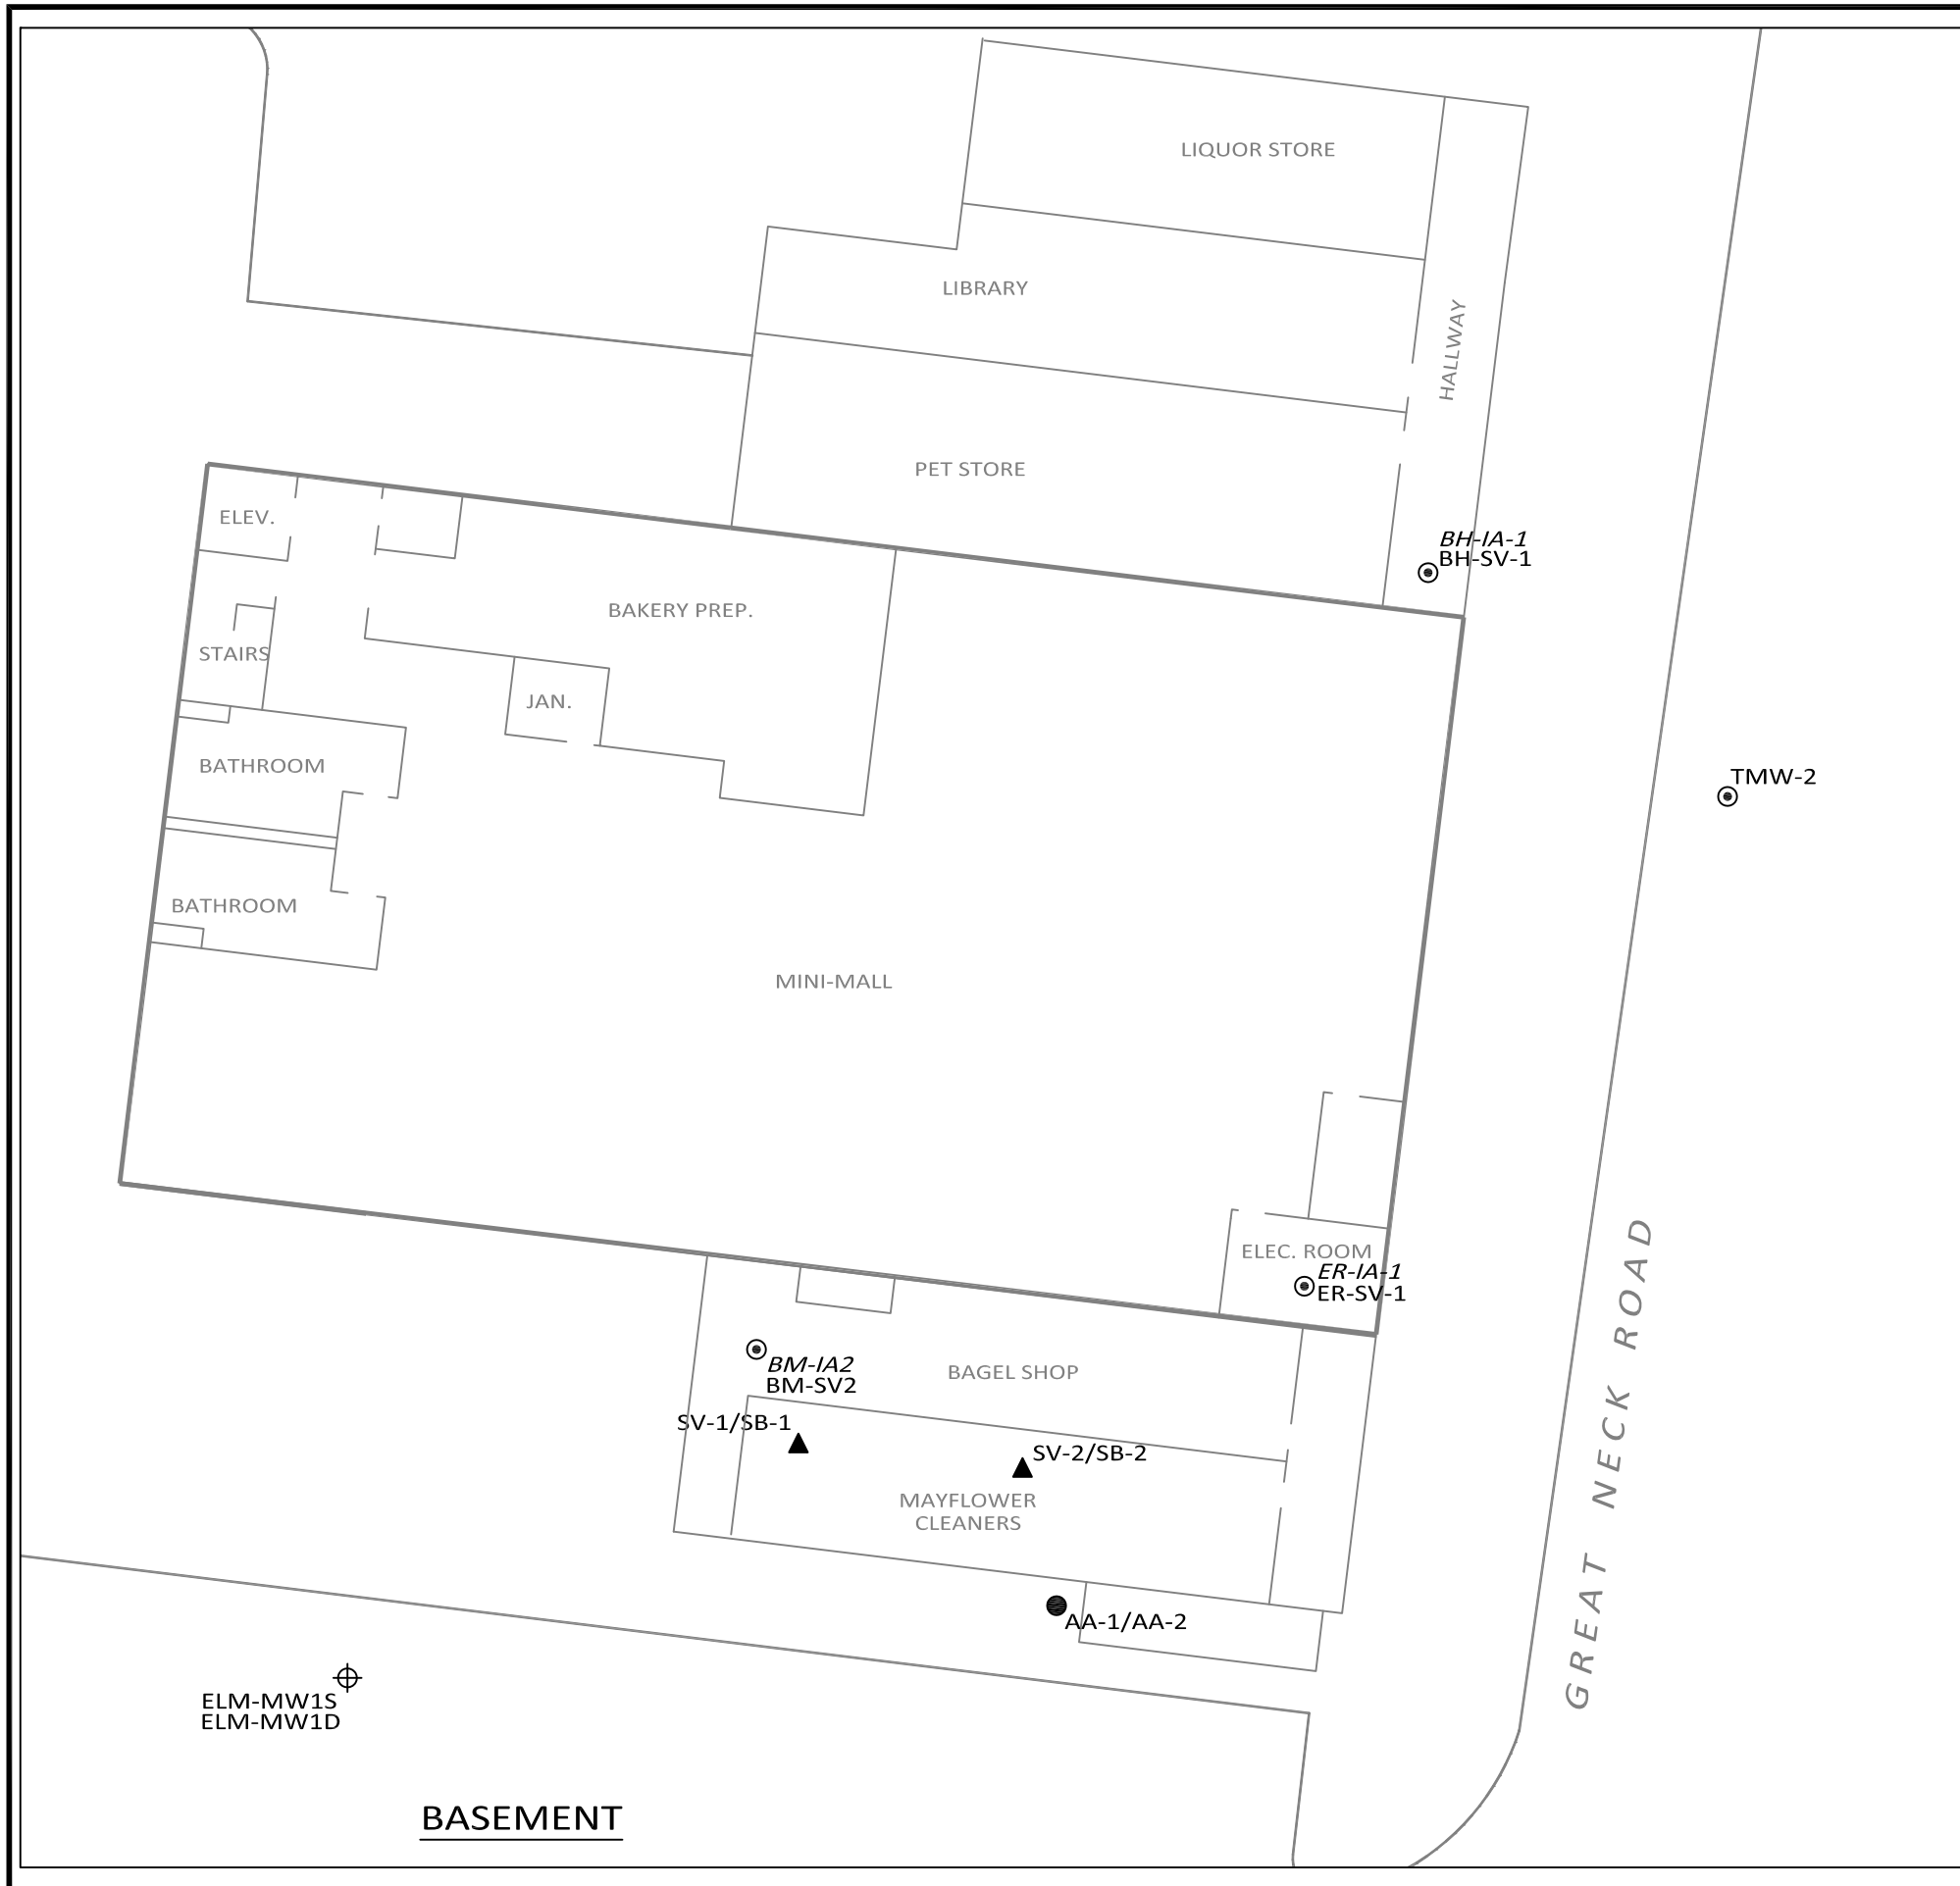 LIQUOR STORE
LIBRARY
HALLWAY
PET STORE
ELEV.
BH-IA-1
BH-SV-1
BAKERY PREP.
STAIRS
JAN.
BATHROOM
TMW-2
BATHROOM
MINI-MALL
ELEC. ROOM
ER-IA-1
ER-SV-1
BM-IA2
BM-SV2
BAGEL SHOP
SV-1/SB-1
SV-2/SB-2
MAYFLOWER
CLEANERS
GREAT NECK ROAD
AA-1/AA-2
ELM-MW1S
ELM-MW1D
BASEMENT